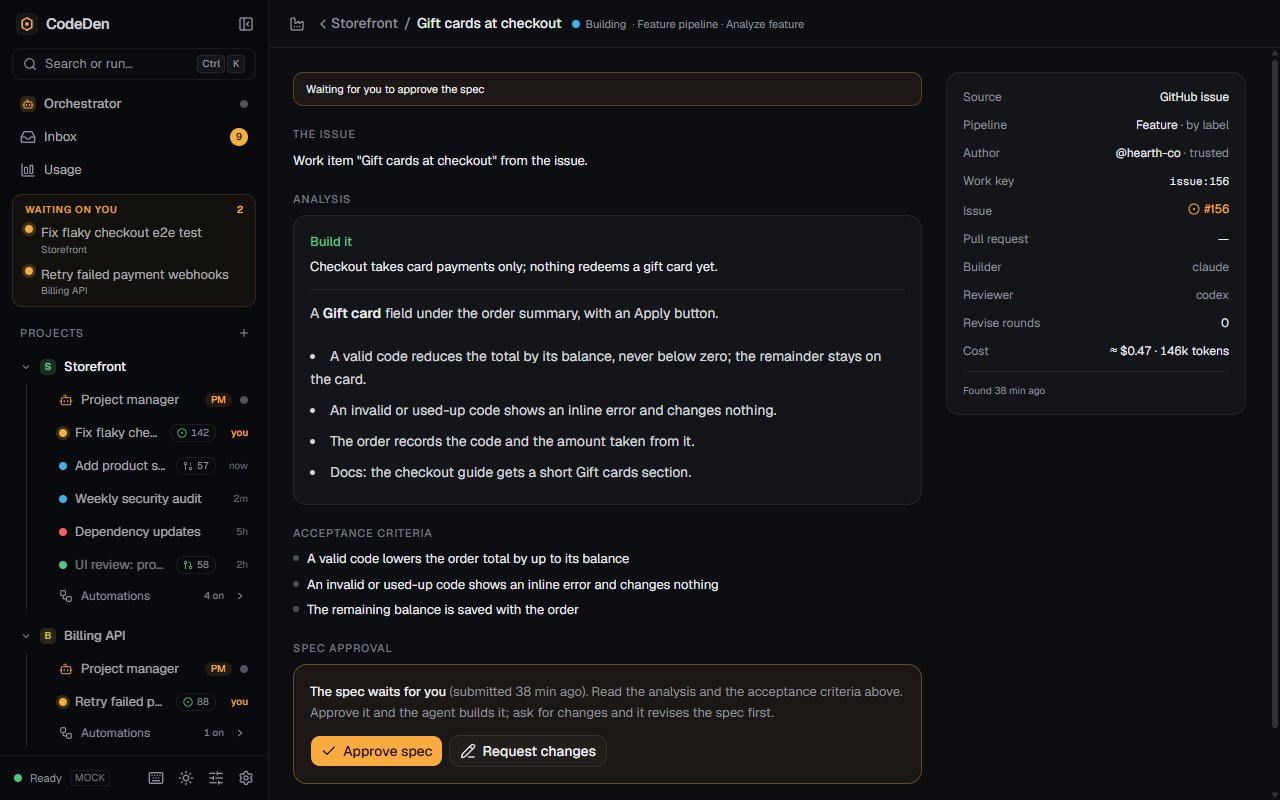 CodeDen
Search or run… Ctrl K
Orchestrator
Inbox 9
Usage
WAITING ON YOU 2
Fix flaky checkout e2e test
Storefront
Retry failed payment webhooks
Billing API
PROJECTS +
S Storefront
Project manager PM
Fix flaky che… 142 you
Add product s… 57 now
Weekly security audit 2m
Dependency updates 5h
UI review: pro… 58 2h
Automations 4 on
B Billing API
Project manager PM
Retry failed p… 88 you
Automations 1 on
Ready MOCK
Storefront / Gift cards at checkout Building · Feature pipeline · Analyze feature
Waiting for you to approve the spec
THE ISSUE
Work item "Gift cards at checkout" from the issue.
ANALYSIS
Build it
Checkout takes card payments only; nothing redeems a gift card yet.
A Gift card field under the order summary, with an Apply button.
• A valid code reduces the total by its balance, never below zero; the remainder stays on
the card.
• An invalid or used-up code shows an inline error and changes nothing.
• The order records the code and the amount taken from it.
• Docs: the checkout guide gets a short Gift cards section.
ACCEPTANCE CRITERIA
• A valid code lowers the order total by up to its balance
• An invalid or used-up code shows an inline error and changes nothing
• The remaining balance is saved with the order
SPEC APPROVAL
The spec waits for you (submitted 38 min ago). Read the analysis and the acceptance criteria above.
Approve it and the agent builds it; ask for changes and it revises the spec first.
Approve spec Request changes
Source GitHub issue
Pipeline Feature · by label
Author @hearth-co · trusted
Work key issue:156
Issue #156
Pull request —
Builder claude
Reviewer codex
Revise rounds 0
Cost ≈ $0.47 · 146k tokens
Found 38 min ago